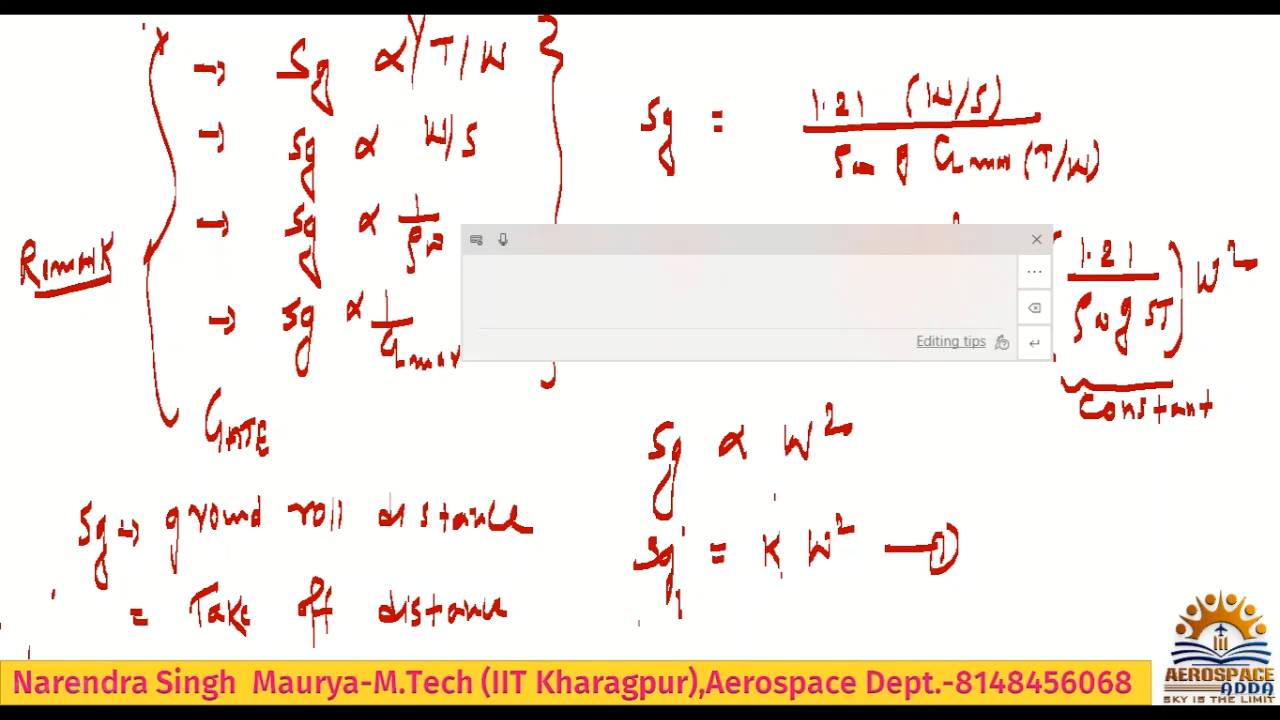 → Sg α 1/T/W
→ Sg α W/S
→ Sg α 1/ρ∞
→ Sg α 1/CLmax
Remark
GATE
Sg → ground roll distance
= Take off distance
Sg = 1.21 (W/S) / ρ∞ g CLmax (T/W)
(1.21 / ρ∞ g ST) W²
Constant
Editing tips
Sg α W²
Sg1 = K W² — ①
Narendra Singh Maurya-M.Tech (IIT Kharagpur),Aerospace Dept.-8148456068
AEROSPACE
ADDA
SKY IS THE LIMIT